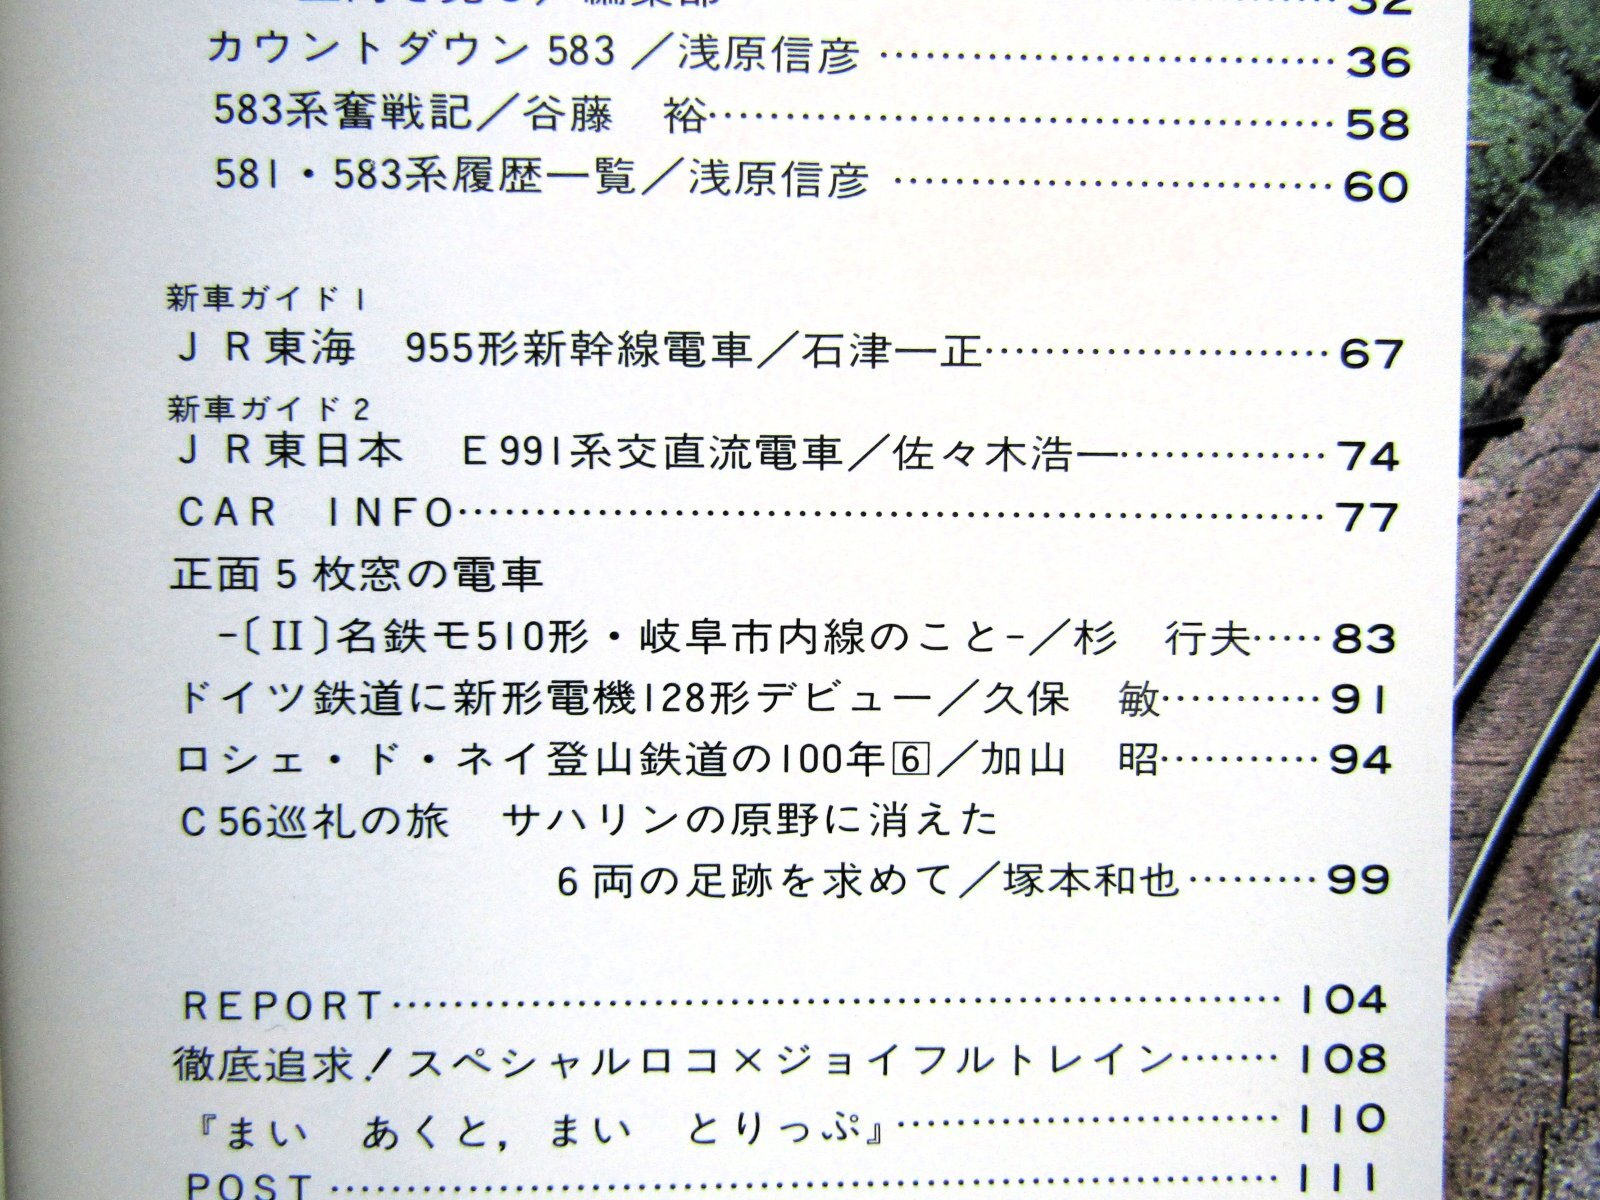 編集部 32
カウントダウン 583 ／浅原信彦 …………………………… 36
583系奮戦記／谷藤　裕…………………………………… 58
581・583系履歴一覧／浅原信彦 …………………………… 60
新車ガイド 1
ＪＲ東海　955形新幹線電車／石津一正…………………… 67
新車ガイド 2
ＪＲ東日本　Ｅ991系交直流電車／佐々木浩一…………… 74
CAR INFO……………………………………………………… 77
正面 5 枚窓の電車
－〔II〕名鉄モ510形・岐阜市内線のこと－／杉　行夫…… 83
ドイツ鉄道に新形電機128形デビュー／久保　敏………… 91
ロシェ・ド・ネイ登山鉄道の100年6／加山　昭………… 94
C 56巡礼の旅　サハリンの原野に消えた
6 両の足跡を求めて／塚本和也……… 99
REPORT……………………………………………………… 104
徹底追求！スペシャルロコ×ジョイフルトレイン……… 108
『まい　あくと，まい　とりっぷ』……………………… 110
POST ………………………………………………………… 111